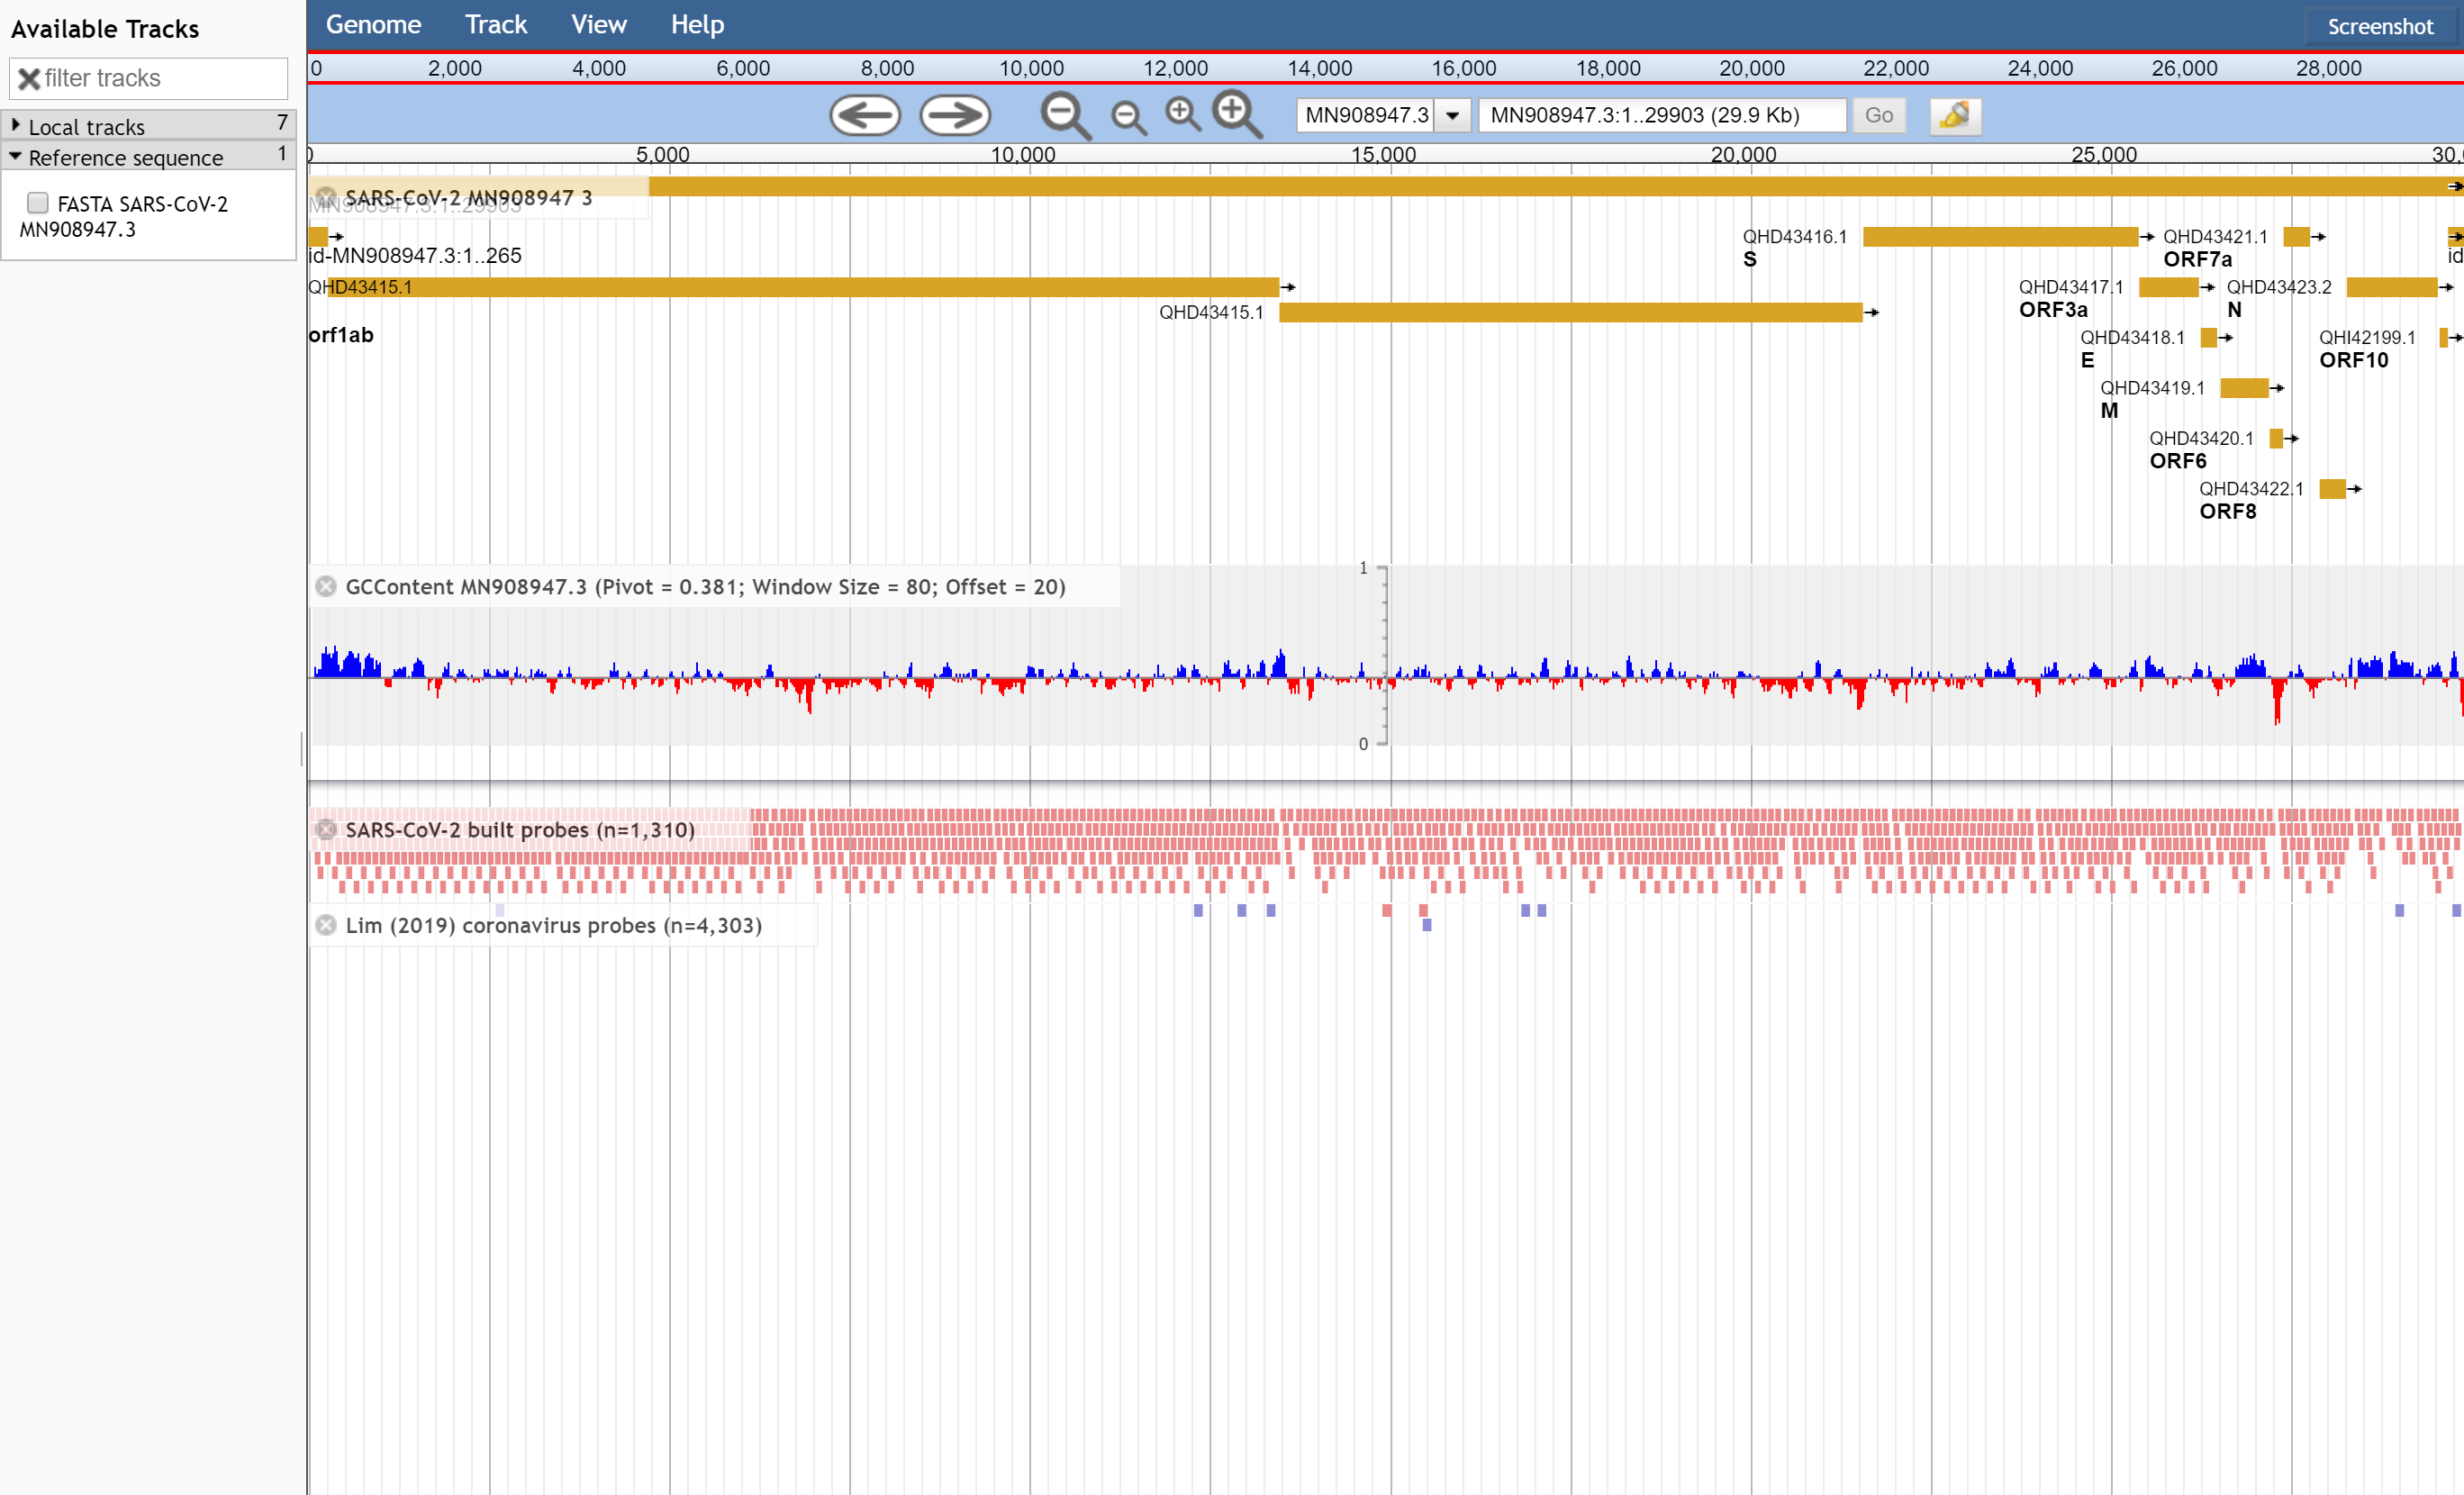 Available Tracks
filter tracks
Local tracks 7
Reference sequence 1
FASTA SARS-CoV-2
MN908947.3
Genome Track View Help Screenshot
0 2,000 4,000 6,000 8,000 10,000 12,000 14,000 16,000 18,000 20,000 22,000 24,000 26,000 28,000
MN908947.3 MN908947.3:1..29903 (29.9 Kb) Go
0 5,000 10,000 15,000 20,000 25,000 30,0
SARS-CoV-2 MN908947 3
MN908947.3:1..29903
QHD43416.1 QHD43421.1
id-MN908947.3:1..265 S ORF7a id
QHD43415.1 QHD43417.1 QHD43423.2
QHD43415.1 ORF3a N
orf1ab QHD43418.1 QHI42199.1
E ORF10
QHD43419.1
M
QHD43420.1
ORF6
QHD43422.1
ORF8
1
GCContent MN908947.3 (Pivot = 0.381; Window Size = 80; Offset = 20)
0
SARS-CoV-2 built probes (n=1,310)
Lim (2019) coronavirus probes (n=4,303)